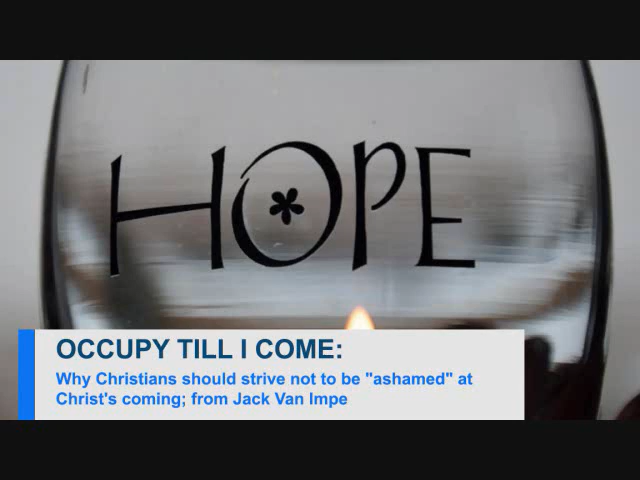 HOPE
OCCUPY TILL I COME:
Why Christians should strive not to be "ashamed" at
Christ's coming; from Jack Van Impe